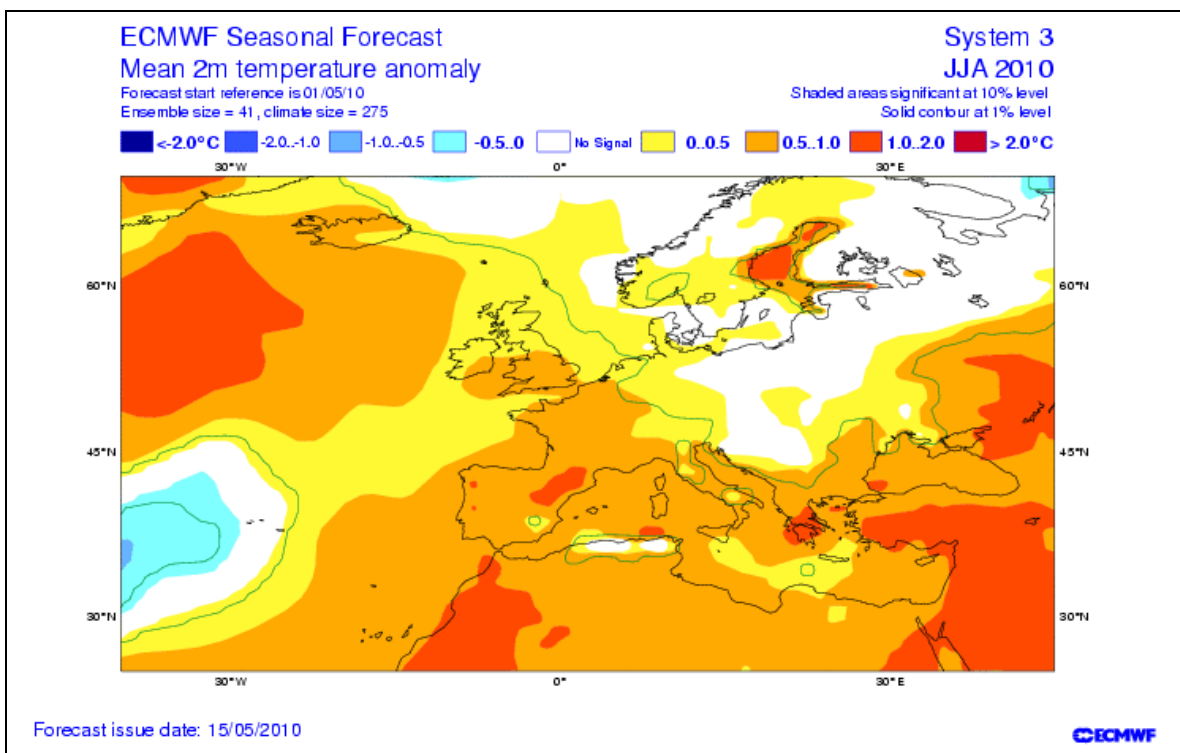 ECMWF Seasonal Forecast
System 3
Mean 2m temperature anomaly
JJA 2010
Forecast start reference is 01/05/10
Shaded areas significant at 10% level
Ensemble size = 41, climate size = 275
Solid contour at 1% level
<-2.0°C -2.0..-1.0 -1.0..-0.5 -0.5..0 No Signal 0..0.5 0.5..1.0 1.0..2.0 > 2.0°C
30°W 0° 30°E
60°N 60°N
45°N 45°N
30°N 30°N
30°W 0° 30°E
Forecast issue date: 15/05/2010
ECMWF